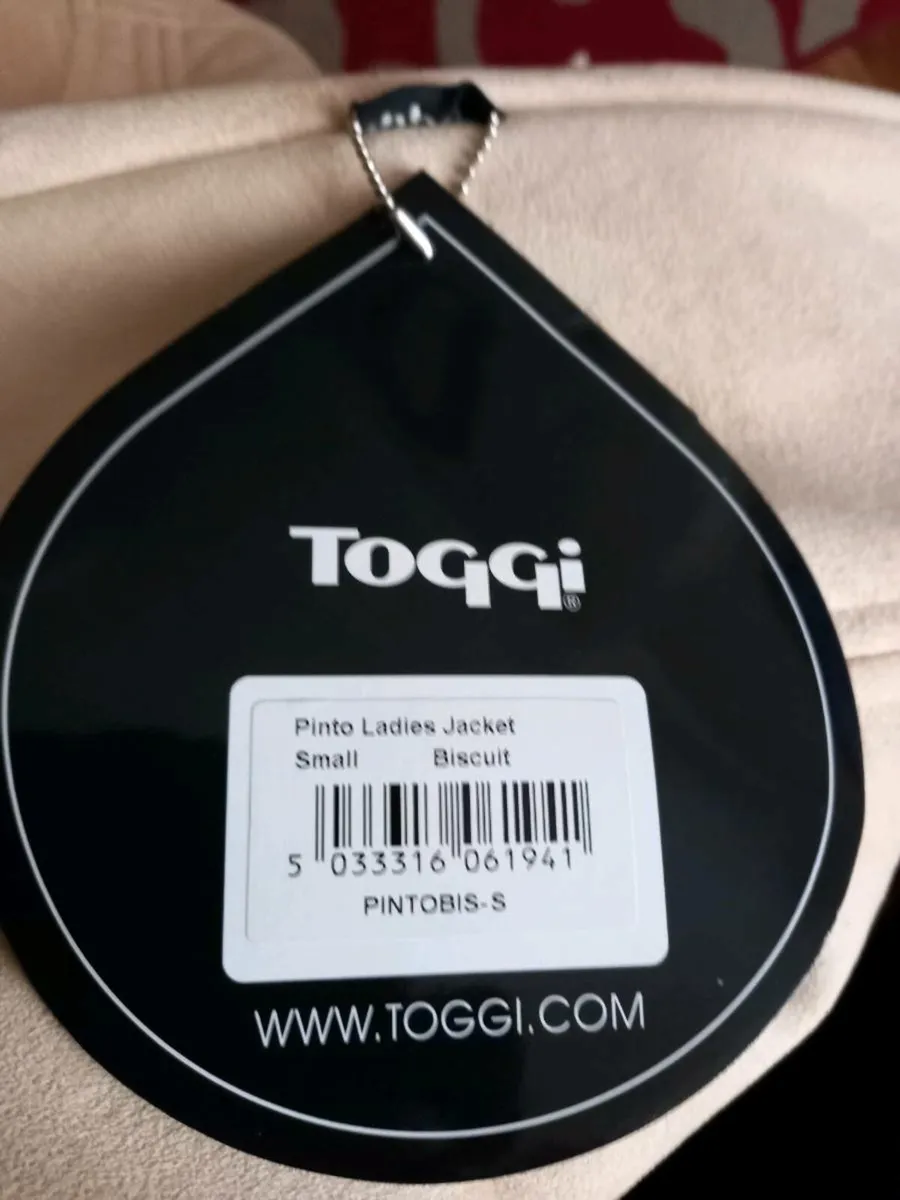 TOGGi®
Pinto Ladies Jacket
Small Biscuit
5 033316 061941
PINTOBIS-S
WWW.TOGGI.COM